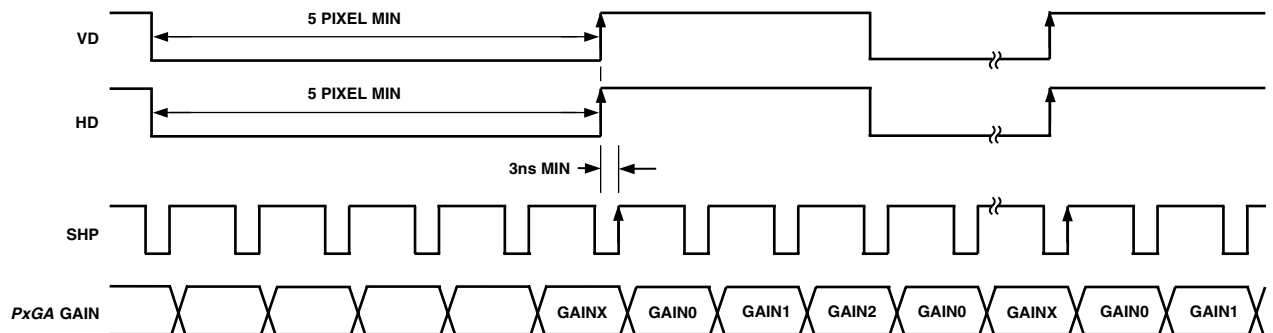 5 PIXEL MIN
VD
5 PIXEL MIN
HD
3ns MIN
SHP
PxGA GAIN GAINX GAIN0 GAIN1 GAIN2 GAIN0 GAINX GAIN0 GAIN1